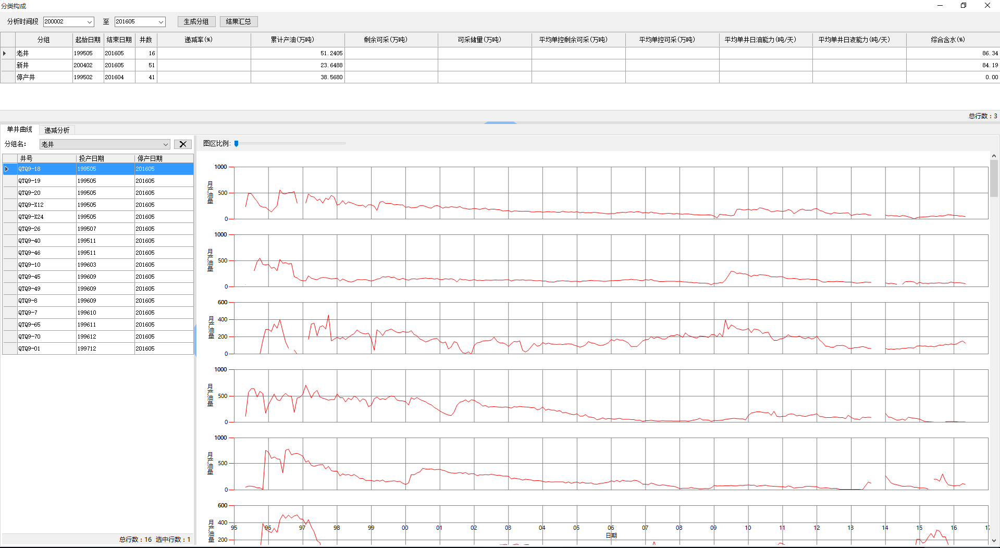 分类构成
分析时间段 200002 至 201605 生成分组 结果汇总
分组 起始日期 结束日期 井数 递减率(%) 累计产油(万吨) 剩余可采(万吨) 可采储量(万吨) 平均单控剩余可采(万吨) 平均单控可采(万吨) 平均单井日油能力(吨/天) 平均单井日液能力(吨/天) 综合含水(%)
老井 199505 201605 16 51.2405 86.34
新井 200402 201605 51 23.6488 84.19
停产井 199502 201604 41 38.5680 0.00
总行数：3
单井曲线 递减分析
分组名： 老井
图区比例:
井号 投产日期 停产日期
QTQ9-18 199505 201605
QTQ9-19 199505 201605
QTQ9-20 199505 201605
QTQ9-X12 199505 201605
QTQ9-X24 199505 201605
QTQ9-26 199507 201605
QTQ9-40 199511 201605
QTQ9-46 199511 201605
QTQ9-10 199603 201605
QTQ9-45 199609 201605
QTQ9-49 199609 201605
QTQ9-8 199609 201605
QTQ9-7 199610 201605
QTQ9-65 199611 201605
QTQ9-70 199612 201605
QTQ9-01 199712 201605
总行数：16 选中行数：1
1000
月产油量
500
0
1000
月产油量
500
0
600
月产油量
400
200
0
1000
月产油量
500
0
1000
月产油量
500
0
600
月产油量
400
200
95 96 97 98 99 00 01 02 03 04 05 06 07 08 09 10 11 12 13 14 15 16 17
日期